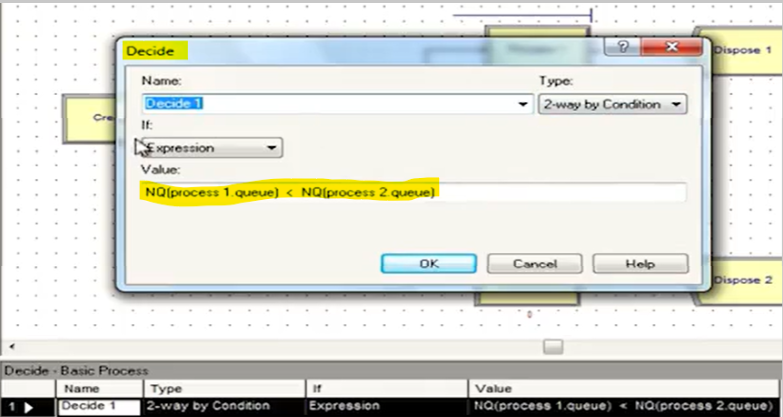 Decide
?
Dispose 1
Name:
Type:
Decide 1
2-way by Condition
Cre
If:
Expression
Value:
NQ(process 1.queue) < NQ(process 2.queue)
OK
Cancel
Help
Dispose 2
0
Decide - Basic Process
Name Type If Value
1 Decide 1 2-way by Condition Expression NQ(process 1.queue) < NQ(process 2.queue)